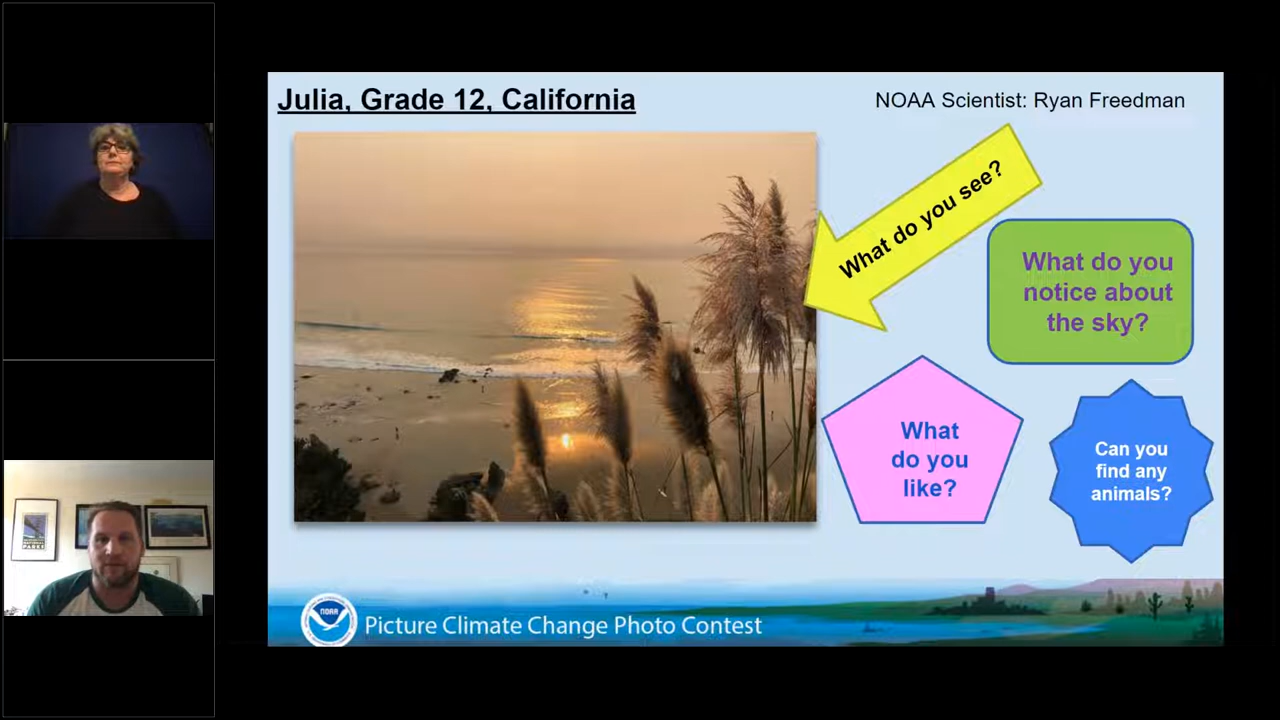 Julia, Grade 12, California
NOAA Scientist: Ryan Freedman
What do you see?
What do you
notice about
the sky?
What
do you
like?
Can you
find any
animals?
NOAA
Picture Climate Change Photo Contest